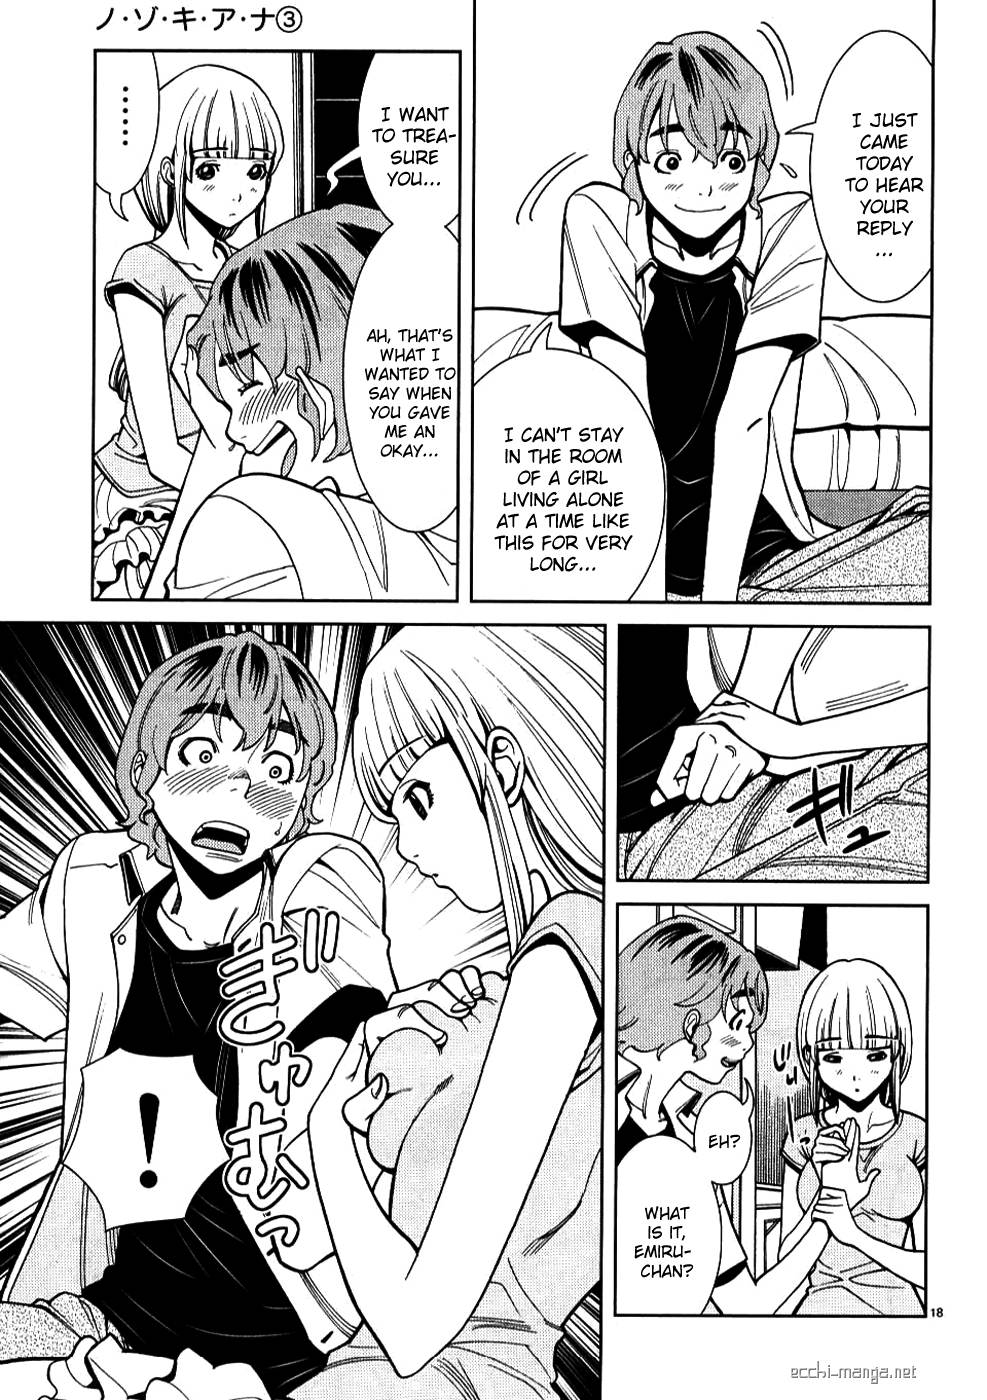 ノ・ゾ・キ・ア・ナ③
I JUST
CAME
TODAY
TO HEAR
YOUR
REPLY
...
I CAN'T STAY
IN THE ROOM
OF A GIRL
LIVING ALONE
AT A TIME LIKE
THIS FOR VERY
LONG...
I WANT
TO TREA-
SURE
YOU...
AH, THAT'S
WHAT I
WANTED TO
SAY WHEN
YOU GAVE
ME AN
OKAY...
……
ギュ
EH?
WHAT
IS IT,
EMIRU-
CHAN?
ぎゅむっ
!
18
ecchi-manga.net